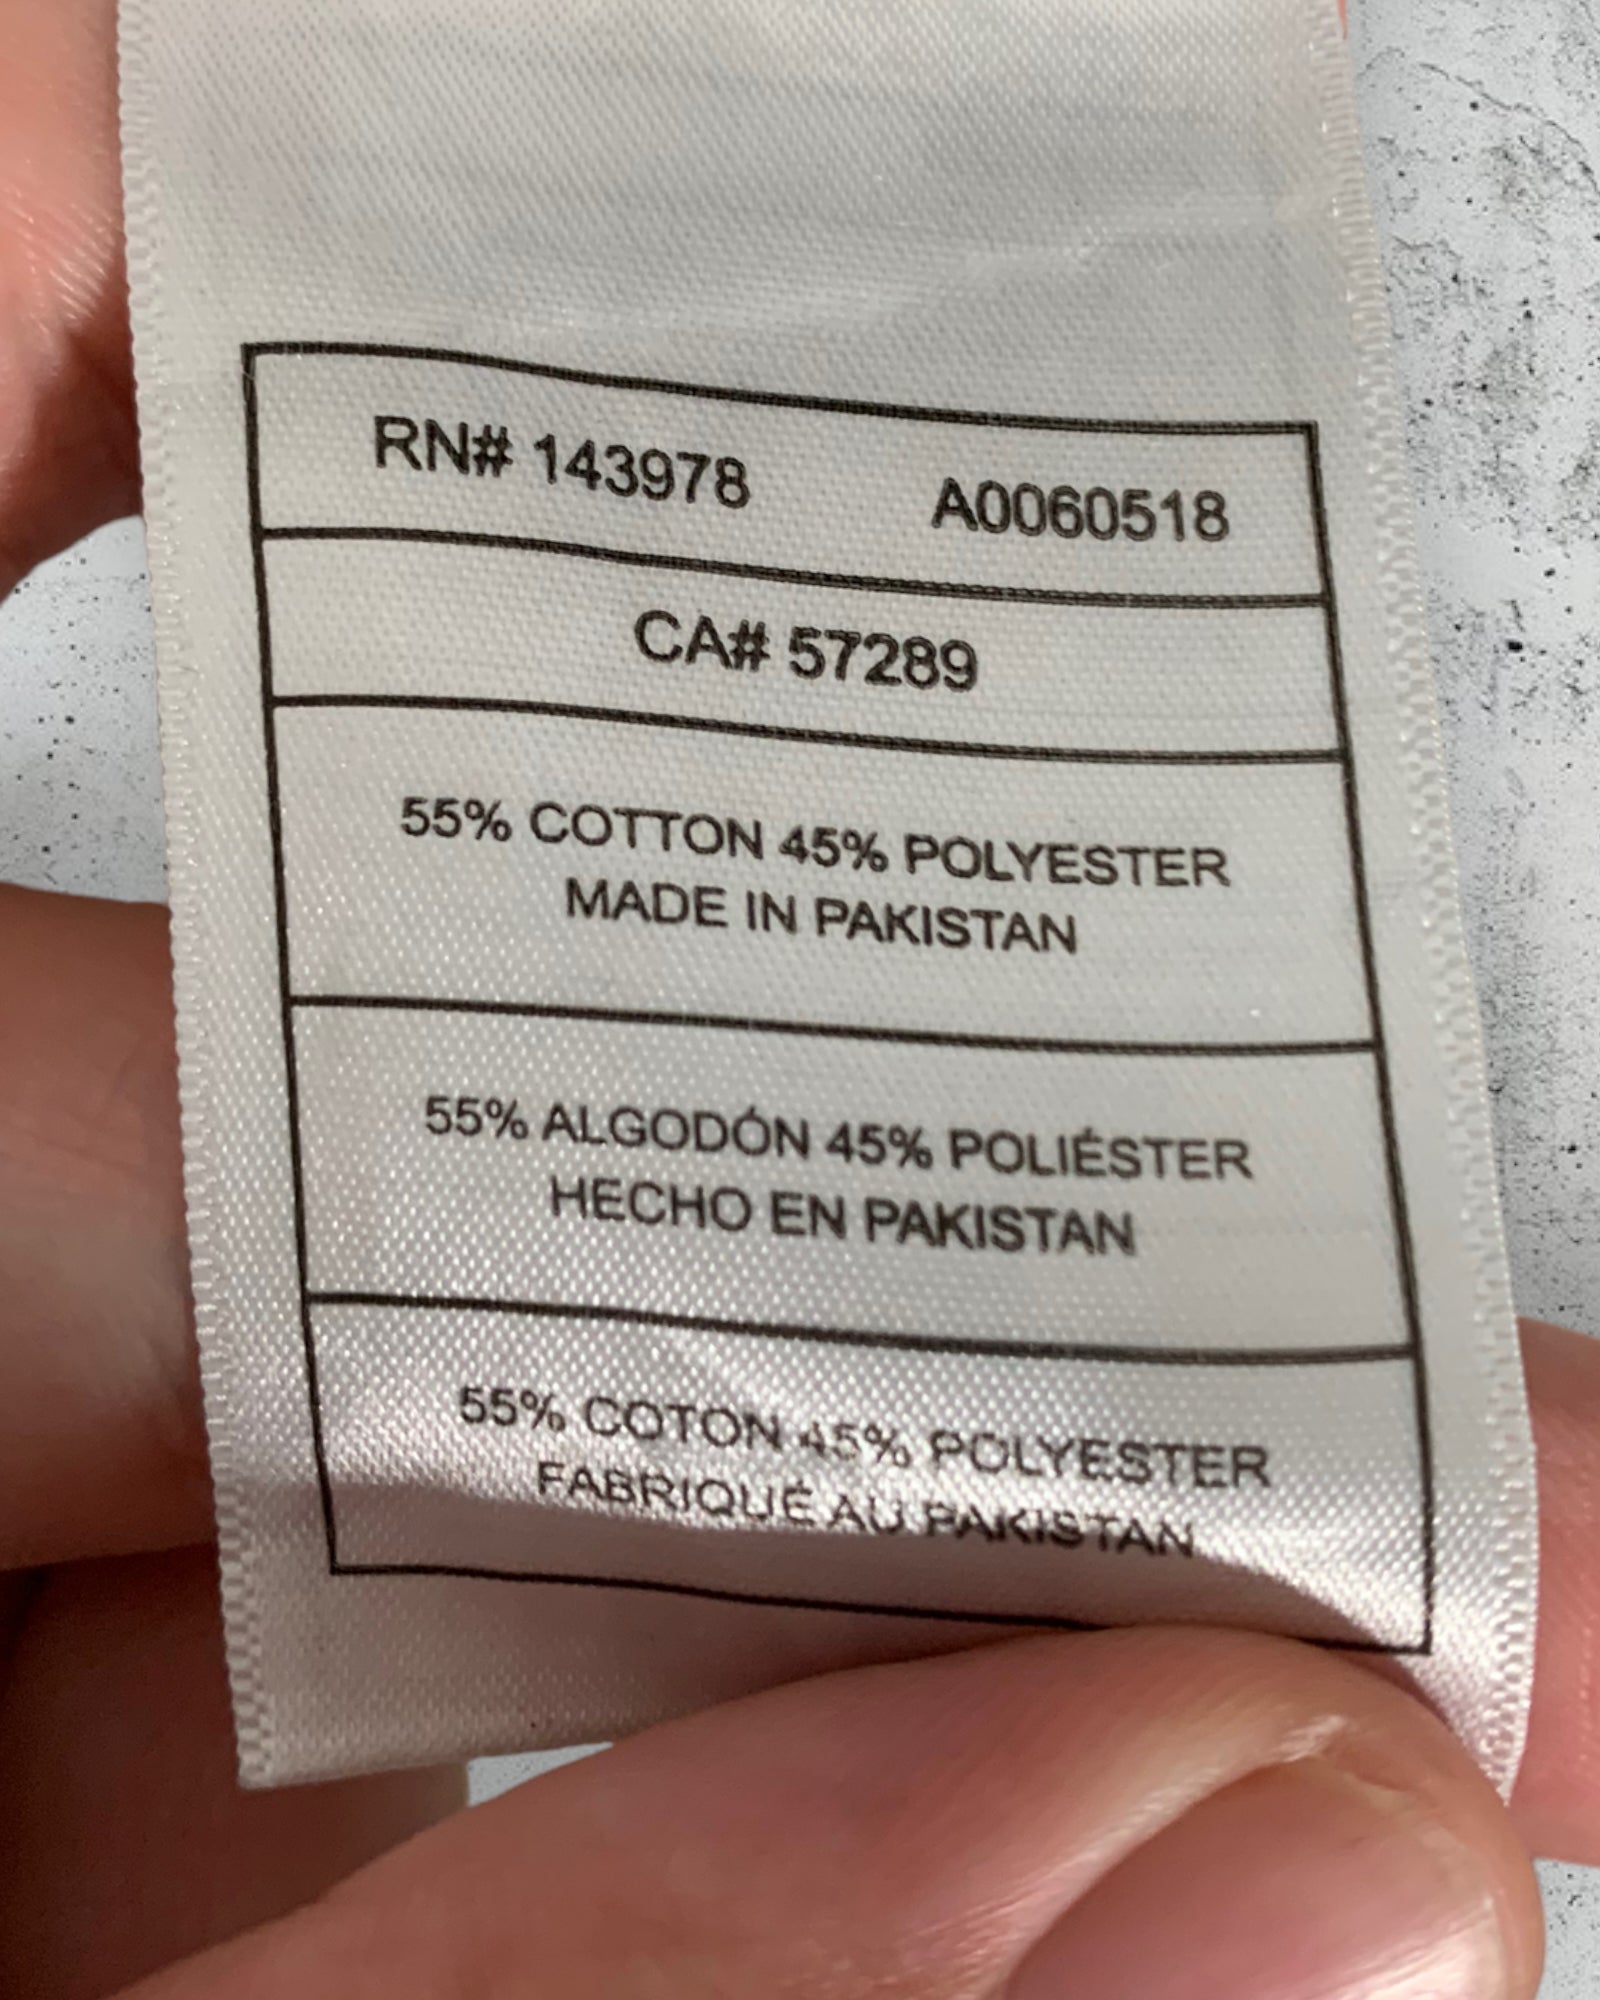 RN# 143978 A0060518
CA# 57289
55% COTTON 45% POLYESTER
MADE IN PAKISTAN
55% ALGODÓN 45% POLIÉSTER
HECHO EN PAKISTAN
55% COTON 45% POLYESTER
FABRIQUÉ AU PAKISTAN